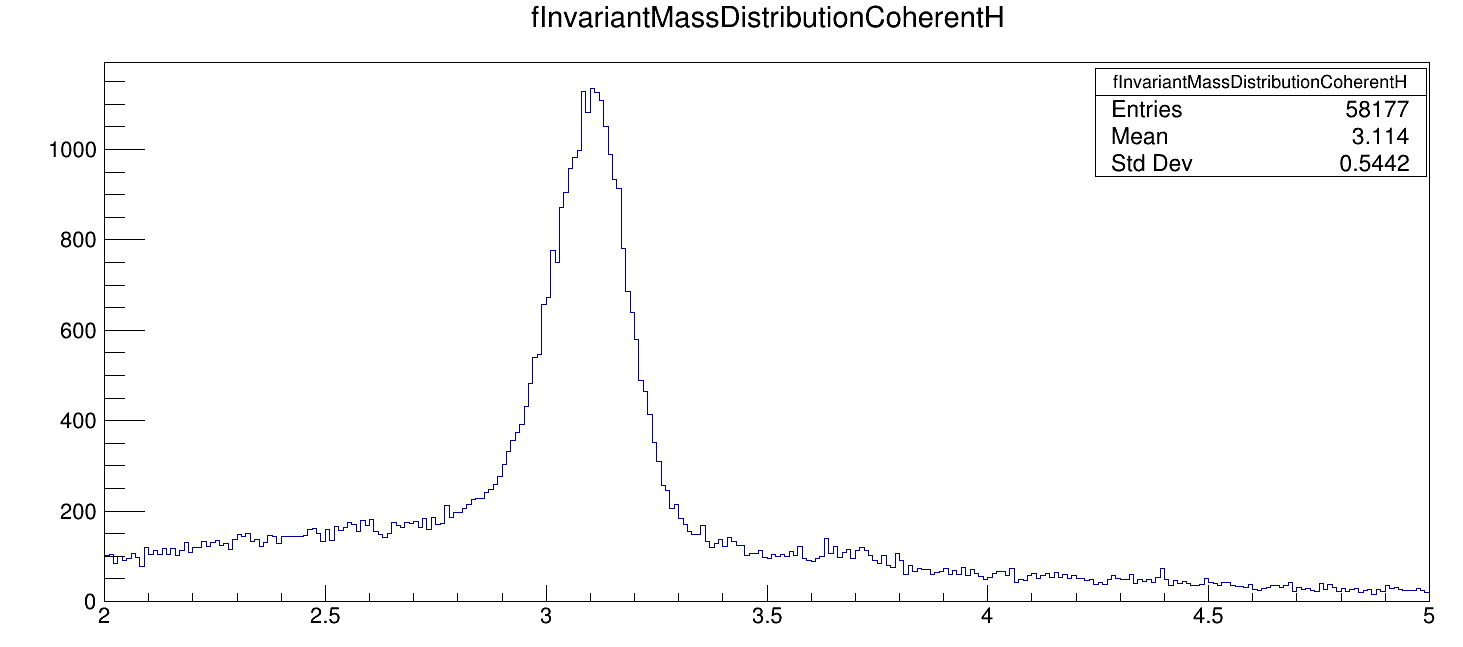 fInvariantMassDistributionCoherentH
fInvariantMassDistributionCoherentH
Entries 58177
Mean 3.114
Std Dev 0.5442
1000
800
600
400
200
0
2 2.5 3 3.5 4 4.5 5